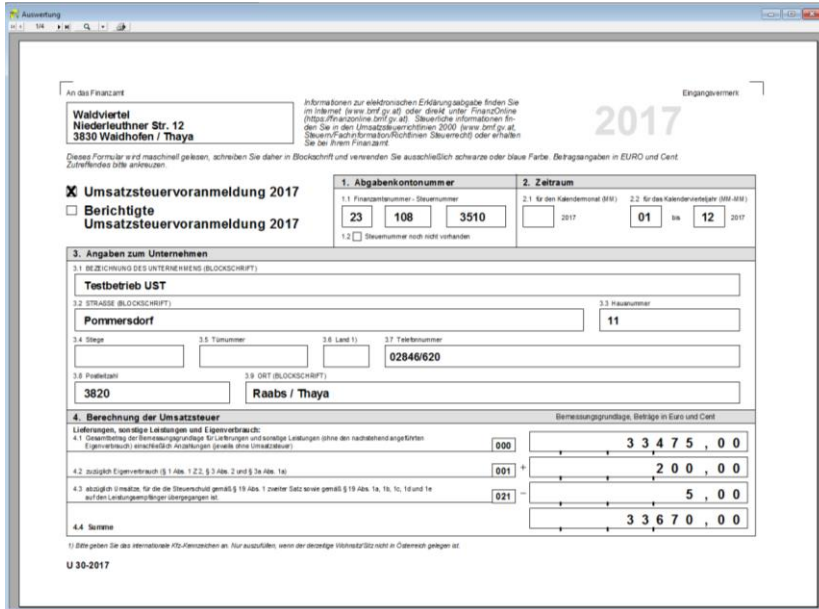 Auswertung
1/4
An das Finanzamt
Eingangsvermerk
Waldviertel
Niederleuthner Str. 12
3830 Waidhofen / Thaya
Informationen zur elektronischen Erklärungsabgabe finden Sie
im Internet (www.bmf.gv.at) oder direkt unter FinanzOnline
(https://finanzonline.bmf.gv.at). Steuerliche Informationen fin-
den Sie in den Umsatzsteuerrichtlinien 2000 (www.bmf.gv.at,
Steuern/Fachinformation/Richtlinien Steuerrecht) oder erhalten
Sie bei Ihrem Finanzamt.
2017
Dieses Formular wird maschinell gelesen, schreiben Sie daher in Blockschrift und verwenden Sie ausschließlich schwarze oder blaue Farbe. Betragsangaben in EURO und Cent.
Zutreffendes bitte ankreuzen.
X Umsatzsteuervoranmeldung 2017
Berichtigte
Umsatzsteuervoranmeldung 2017
1. Abgabenkontonummer
1.1 Finanzamtsnummer - Steuernummer
23 108 3510
1.2 Steuernummer noch nicht vorhanden
2. Zeitraum
2.1 für den Kalendermonat (MM) 2.2 für das Kalendervierteljahr (MM-MM)
2017 01 bis 12 2017
3. Angaben zum Unternehmen
3.1 BEZEICHNUNG DES UNTERNEHMENS (BLOCKSCHRIFT)
Testbetrieb UST
3.2 STRASSE (BLOCKSCHRIFT) 3.3 Hausnummer
Pommersdorf 11
3.4 Stiege 3.5 Türnummer 3.6 Land 1) 3.7 Telefonnummer
02846/620
3.8 Postleitzahl 3.9 ORT (BLOCKSCHRIFT)
3820 Raabs / Thaya
4. Berechnung der Umsatzsteuer Bemessungsgrundlage, Beträge in Euro und Cent
Lieferungen, sonstige Leistungen und Eigenverbrauch:
4.1 Gesamtbetrag der Bemessungsgrundlage für Lieferungen und sonstige Leistungen (ohne den nachstehend angeführten
Eigenverbrauch) einschließlich Anzahlungen (jeweils ohne Umsatzsteuer) 000 33475,00
4.2 zuzüglich Eigenverbrauch (§ 1 Abs. 1 Z 2, § 3 Abs. 2 und § 3a Abs. 1a) 001 + 200,00
4.3 abzüglich Umsätze, für die die Steuerschuld gemäß § 19 Abs. 1 zweiter Satz sowie gemäß § 19 Abs. 1a, 1b, 1c, 1d und 1e
auf den Leistungsempfänger übergegangen ist. 021 − 5,00
4.4 Summe 33670,00
1) Bitte geben Sie das internationale Kfz-Kennzeichen an. Nur auszufüllen, wenn der derzeitige Wohnsitz/Sitz nicht in Österreich gelegen ist.
U 30-2017